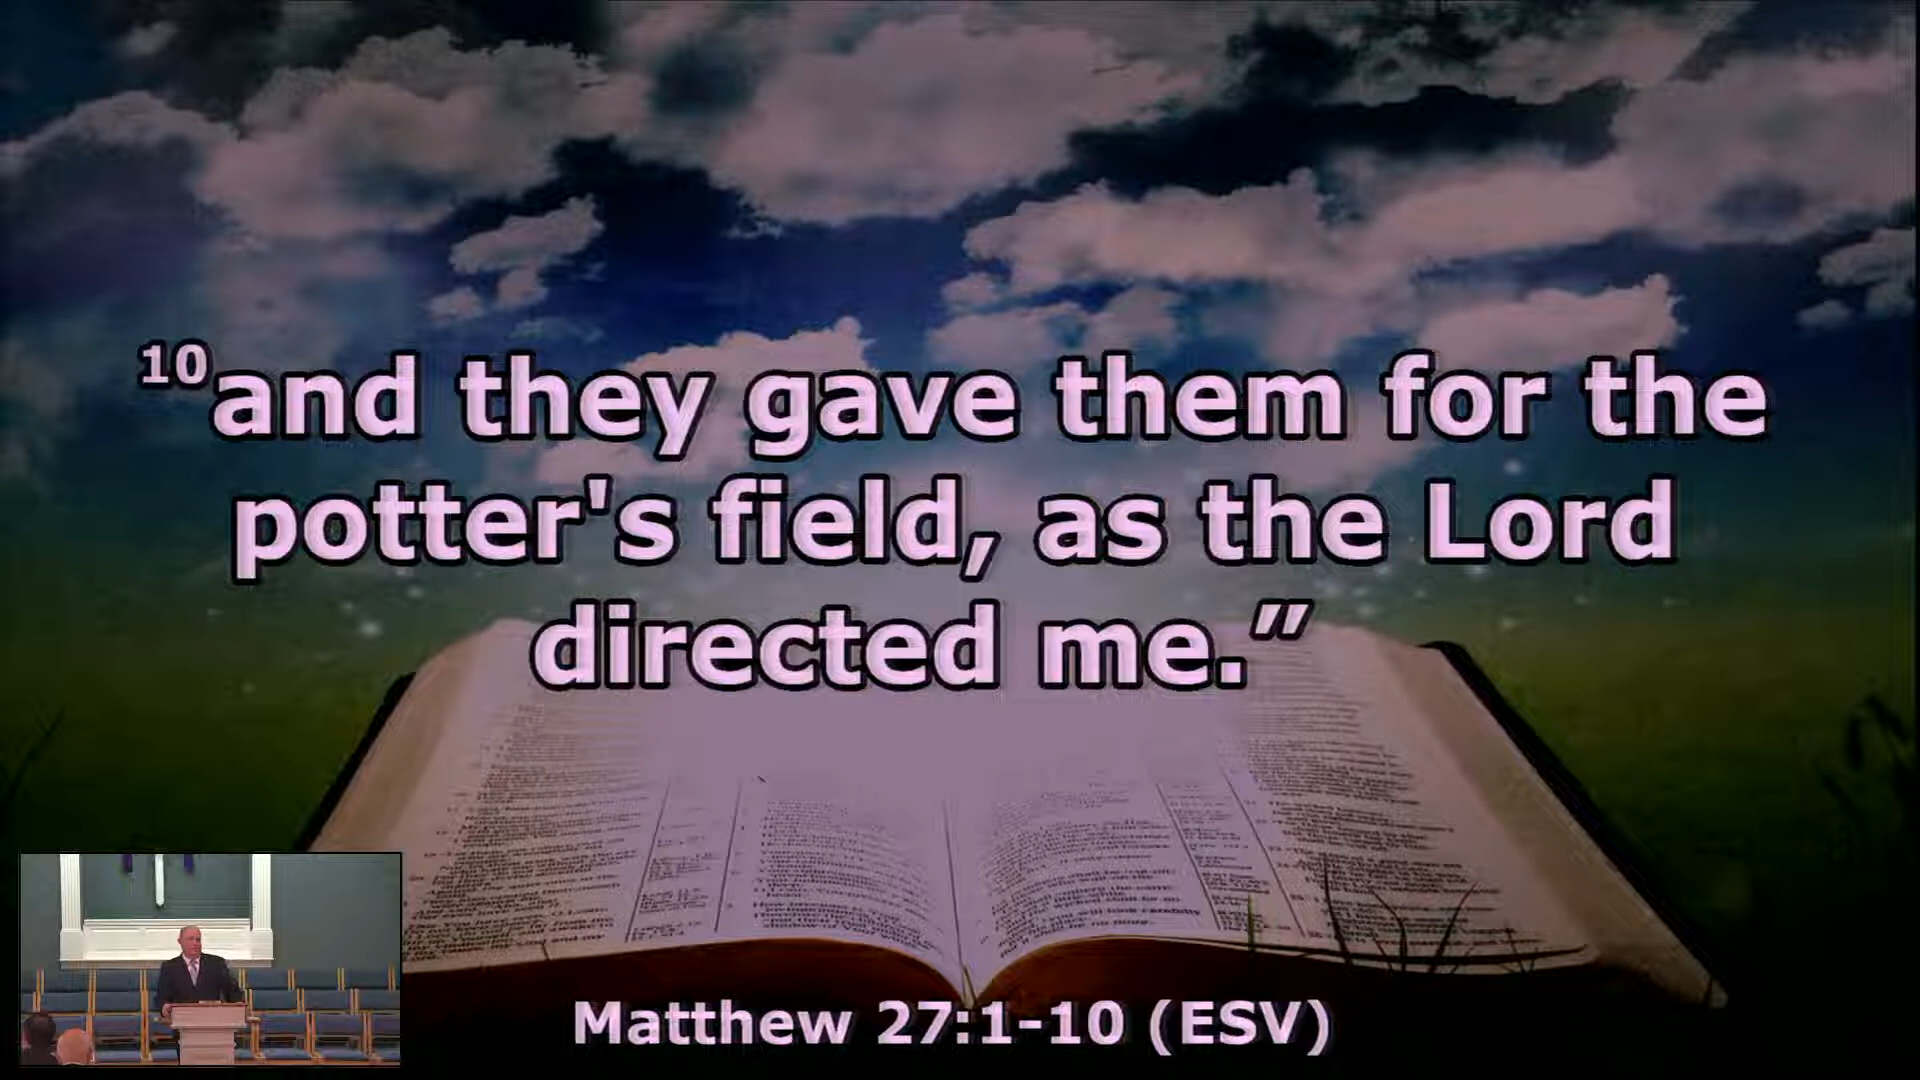 10and they gave them for the
potter's field, as the Lord
directed me.”
Matthew 27:1-10 (ESV)